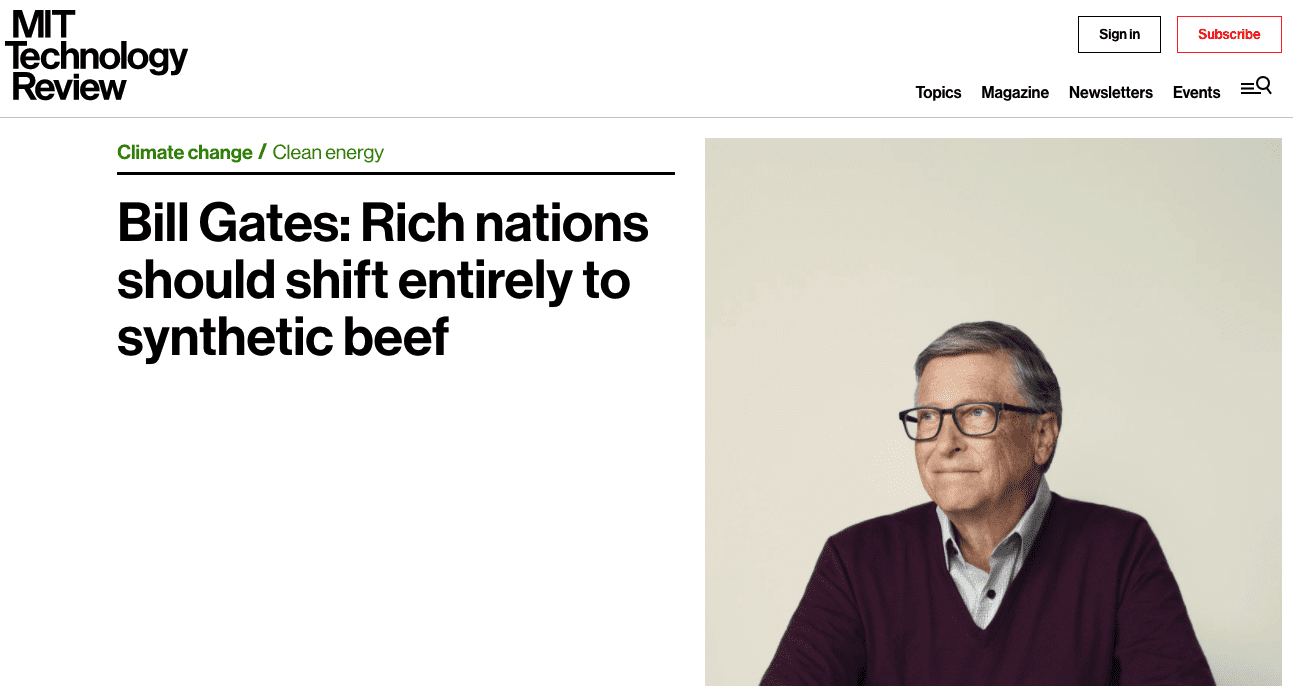 MIT
Technology
Review
Sign in
Subscribe
Topics
Magazine
Newsletters
Events
Climate change / Clean energy
Bill Gates: Rich nations
should shift entirely to
synthetic beef